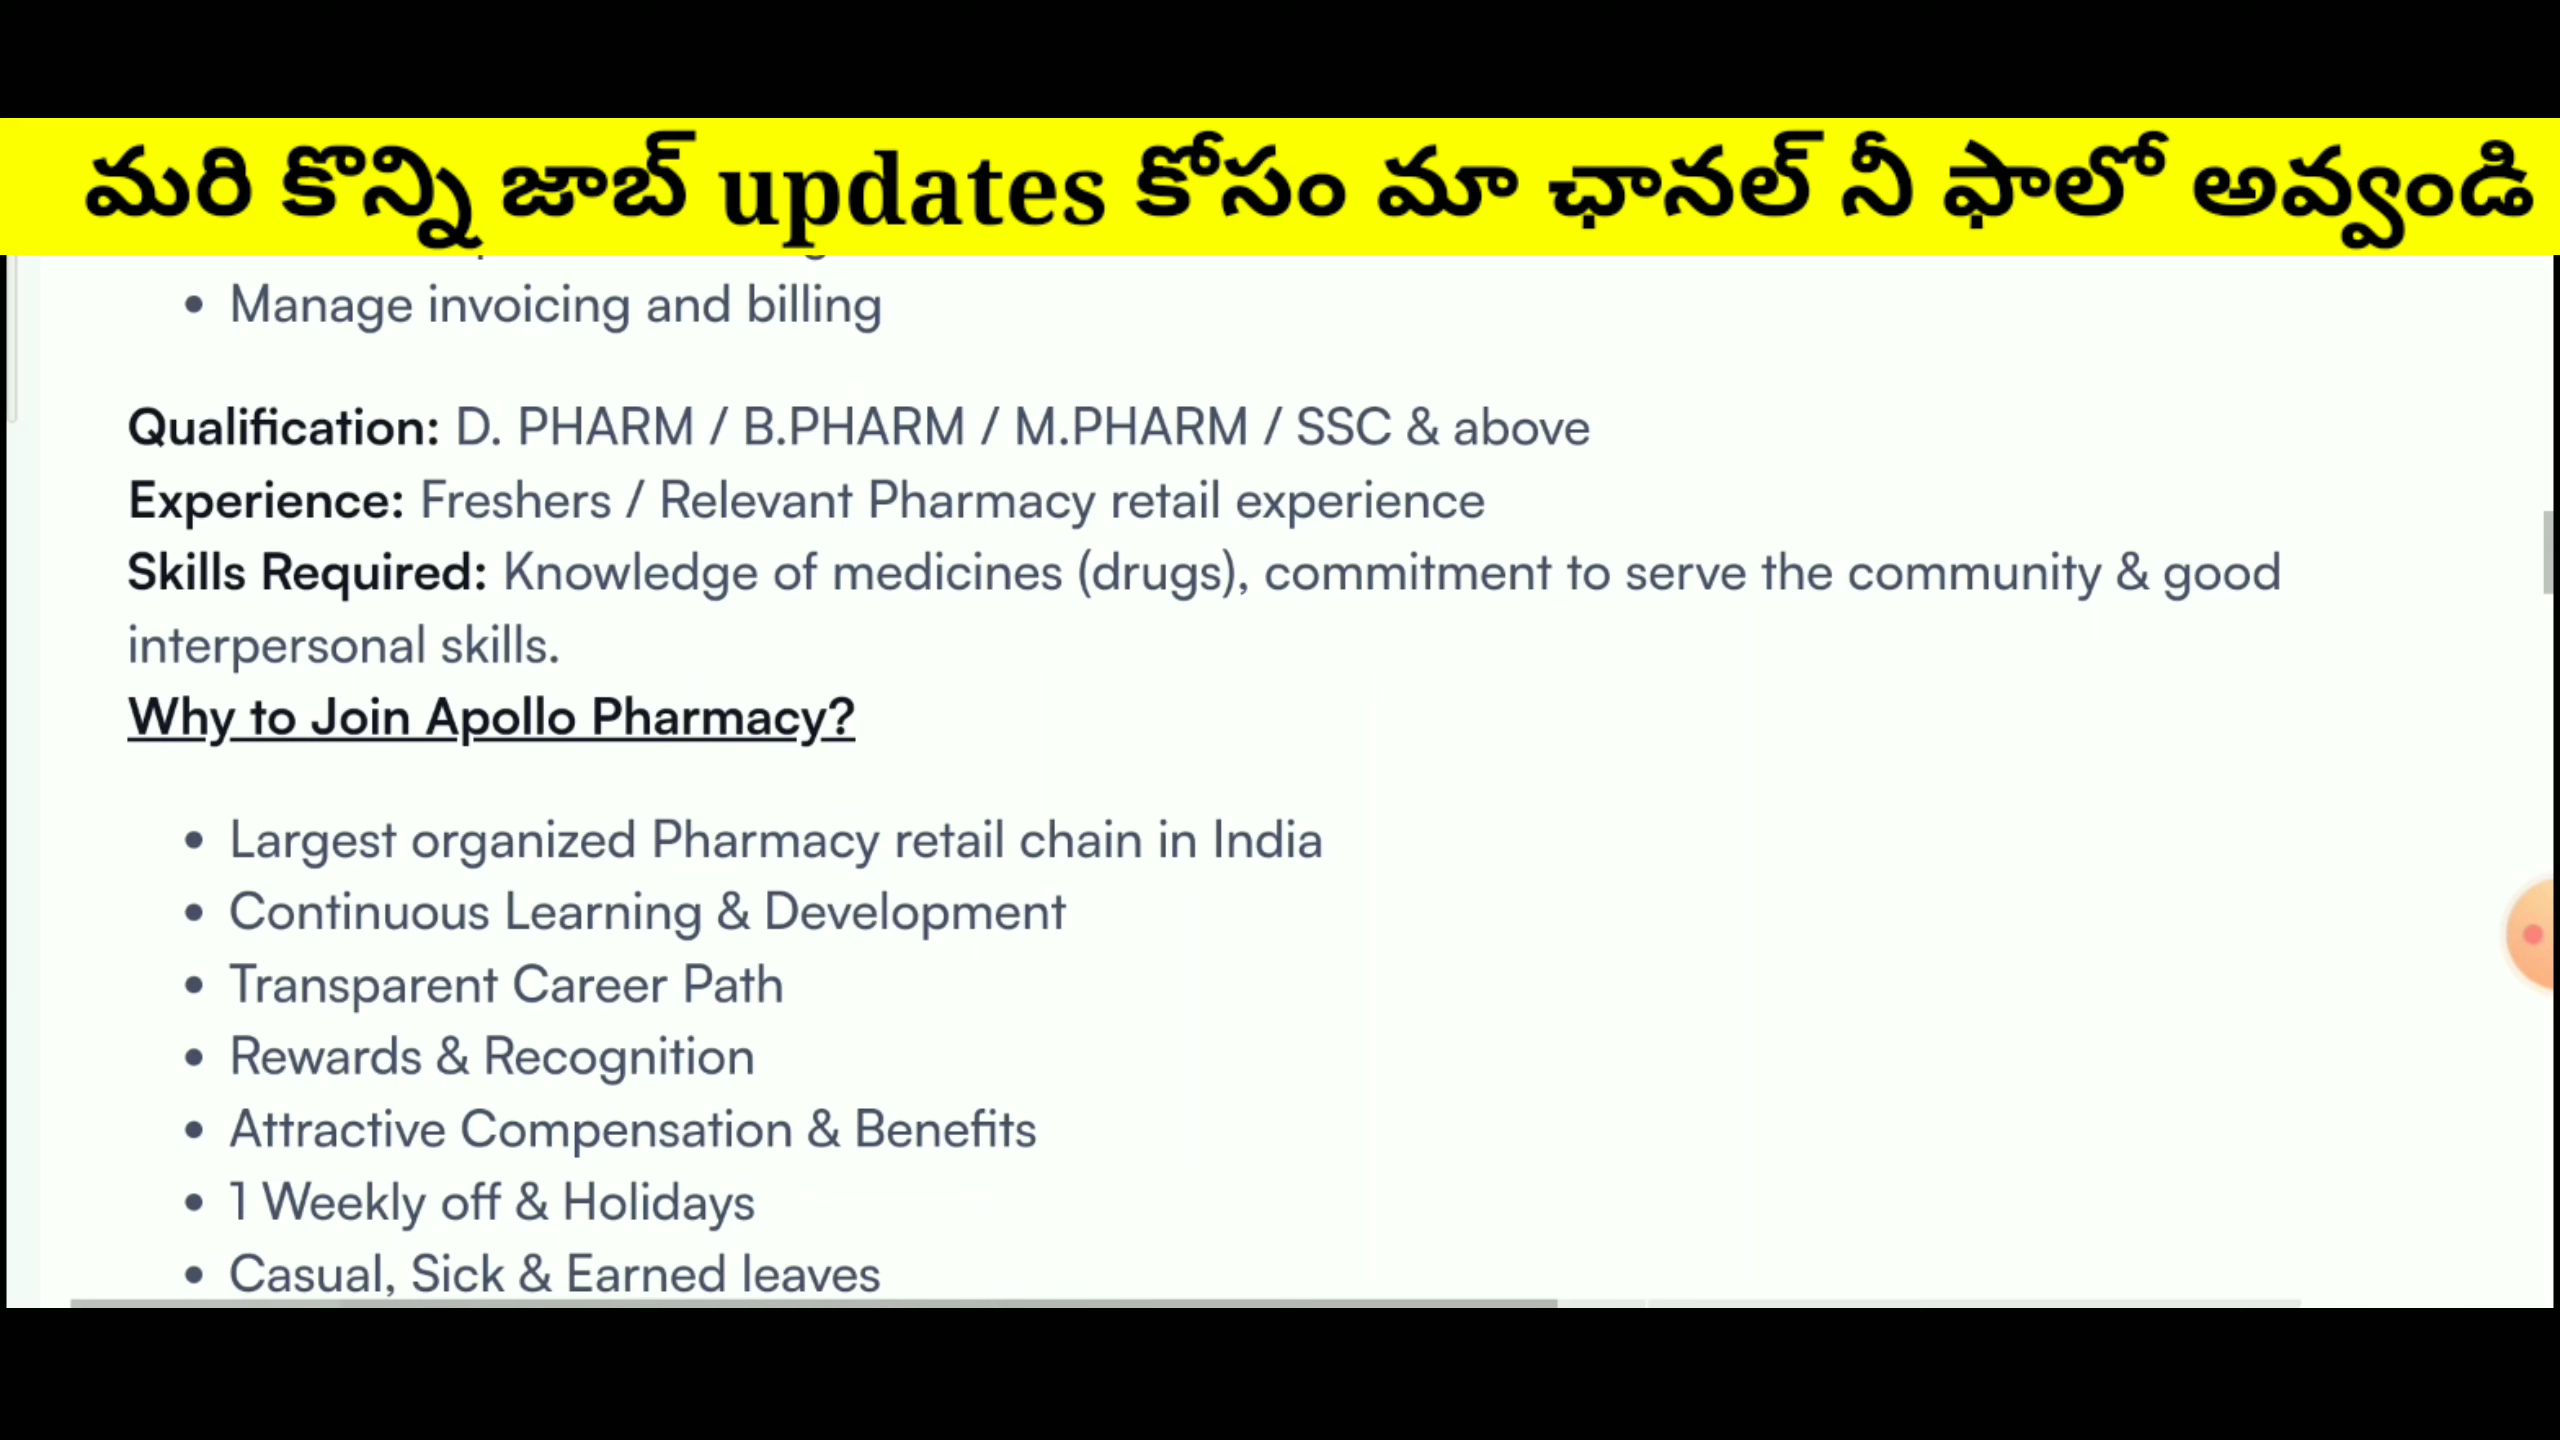 మరి కొన్ని జాబ్ updates కోసం మా ఛానల్ నీ ఫాలో అవ్వండి
• Manage invoicing and billing
Qualification: D. PHARM / B.PHARM / M.PHARM / SSC & above
Experience: Freshers / Relevant Pharmacy retail experience
Skills Required: Knowledge of medicines (drugs), commitment to serve the community & good
interpersonal skills.
Why to Join Apollo Pharmacy?
• Largest organized Pharmacy retail chain in India
• Continuous Learning & Development
• Transparent Career Path
• Rewards & Recognition
• Attractive Compensation & Benefits
• 1 Weekly off & Holidays
• Casual, Sick & Earned leaves